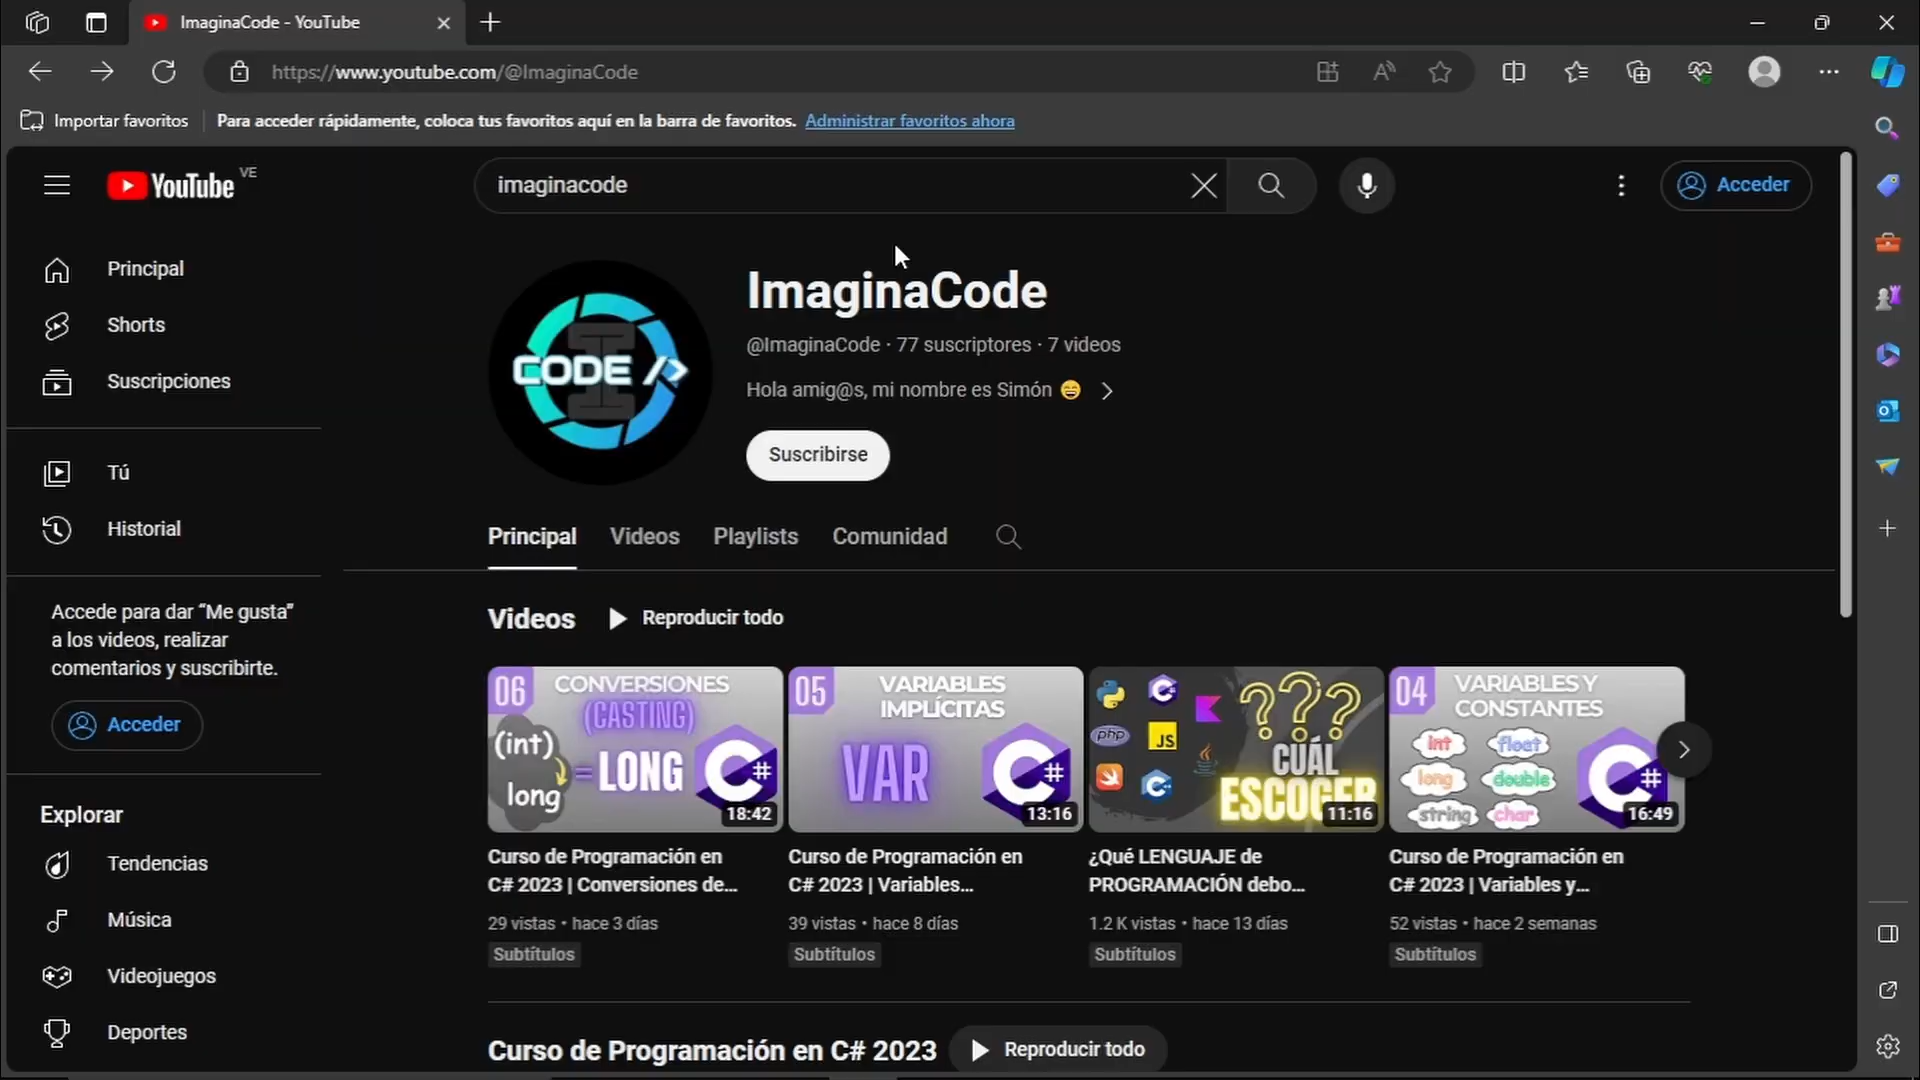 ImaginaCode - YouTube
https://www.youtube.com/@ImaginaCode
Importar favoritos
Para acceder rápidamente, coloca tus favoritos aquí en la barra de favoritos. Administrar favoritos ahora
YouTube VE
imaginacode
Acceder
Principal
Shorts
Suscripciones
Tú
Historial
Accede para dar “Me gusta”
a los videos, realizar
comentarios y suscribirte.
Acceder
Explorar
Tendencias
Música
Videojuegos
Deportes
CODE />
ImaginaCode
@ImaginaCode · 77 suscriptores · 7 videos
Hola amig@s, mi nombre es Simón 😄
Suscribirse
Principal
Videos
Playlists
Comunidad
Videos
Reproducir todo
06
CONVERSIONES
(CASTING)
(int)
long
= LONG
C#
18:42
Curso de Programación en
C# 2023 | Conversiones de...
29 vistas · hace 3 días
Subtítulos
05
VARIABLES
IMPLÍCITAS
VAR
C#
13:16
Curso de Programación en
C# 2023 | Variables...
39 vistas · hace 8 días
Subtítulos
php
JS
???
CUÁL
ESCOGER
11:16
¿Qué LENGUAJE de
PROGRAMACIÓN debo...
1.2 K vistas · hace 13 días
Subtítulos
04
VARIABLES Y
CONSTANTES
int
float
long
double
string
char
C#
16:49
Curso de Programación en
C# 2023 | Variables y...
52 vistas · hace 2 semanas
Subtítulos
Curso de Programación en C# 2023
Reproducir todo